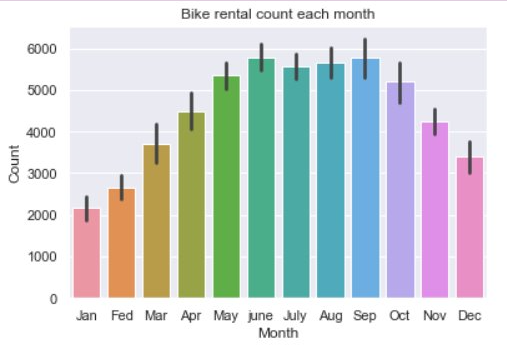 Bike rental count each month
6000
5000
4000
3000
2000
1000
0
Count
Jan Fed Mar Apr May june July Aug Sep Oct Nov Dec
Month